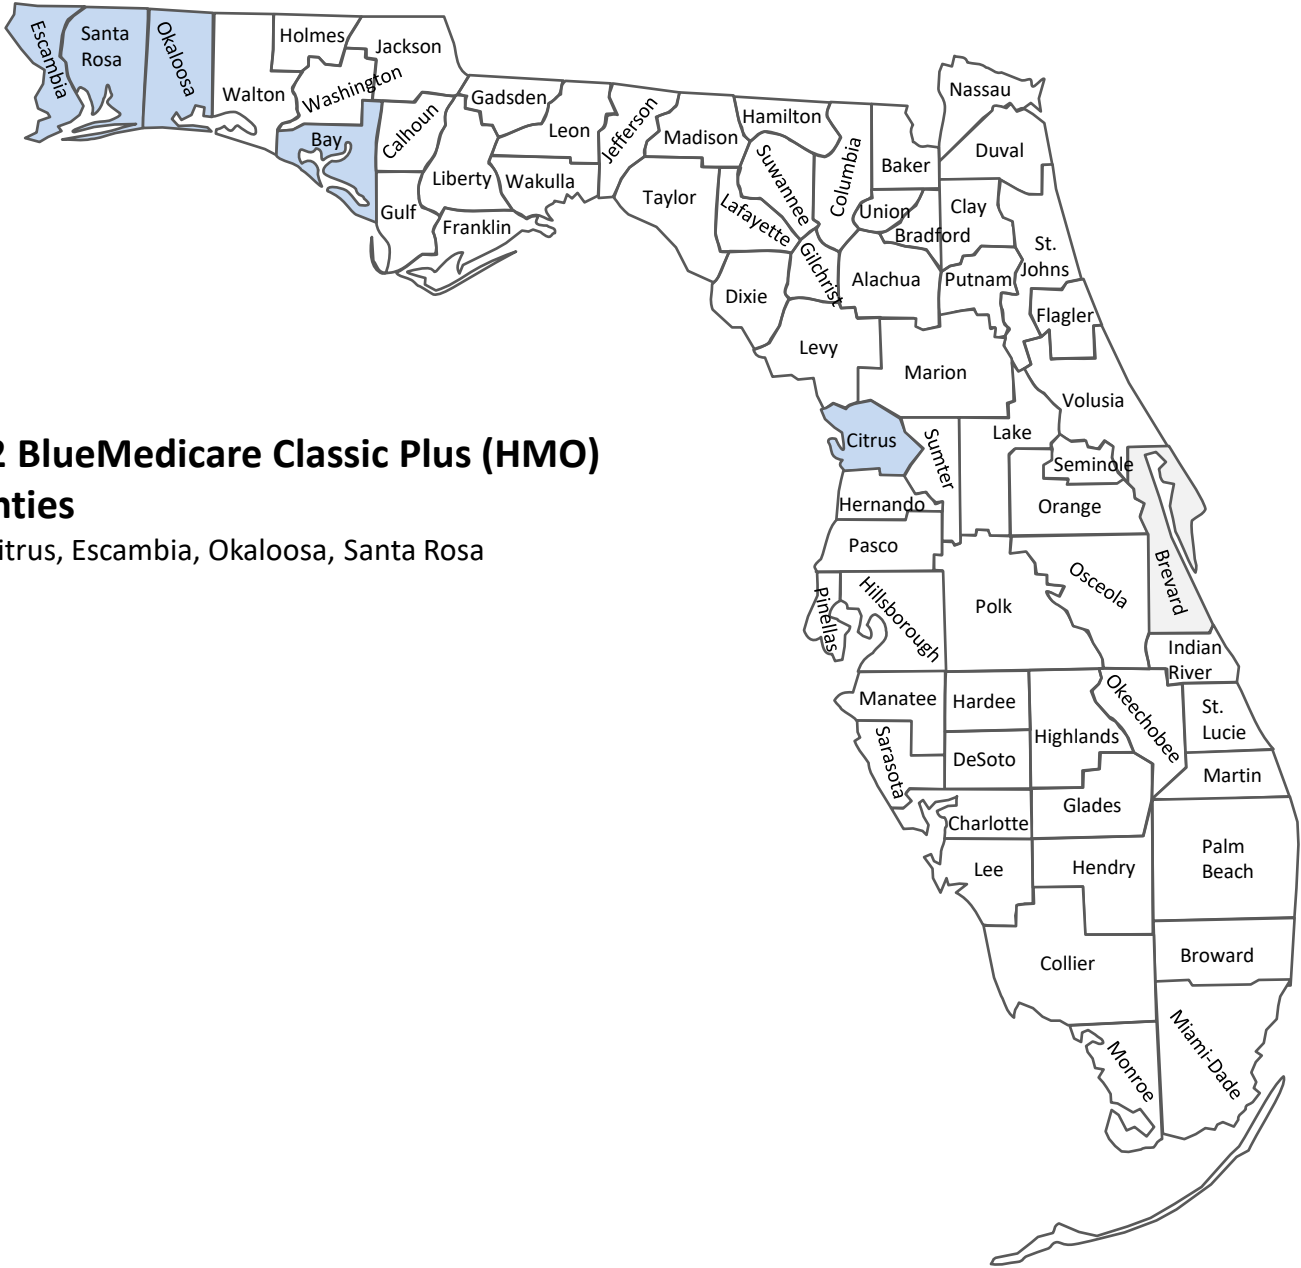 Escambia
Santa
Rosa
Okaloosa
Walton
Holmes
Jackson
Washington
Bay
Calhoun
Gulf
Liberty
Gadsden
Leon
Wakulla
Franklin
Jefferson
Madison
Taylor
Hamilton
Suwannee
Lafayette
Columbia
Dixie
Gilchrist
Baker
Union
Bradford
Nassau
Duval
Clay
St.
Johns
Alachua
Putnam
Flagler
Levy
Marion
Volusia
Citrus
Sumter
Lake
Seminole
Orange
Hernando
Pasco
Brevard
Pinellas
Hillsborough
Polk
Osceola
Indian
River
Manatee
Hardee
Highlands
Okeechobee
St.
Lucie
Sarasota
DeSoto
Martin
Charlotte
Glades
Lee
Hendry
Palm
Beach
Collier
Broward
Monroe
Miami-Dade
2 BlueMedicare Classic Plus (HMO)
nties
itrus, Escambia, Okaloosa, Santa Rosa